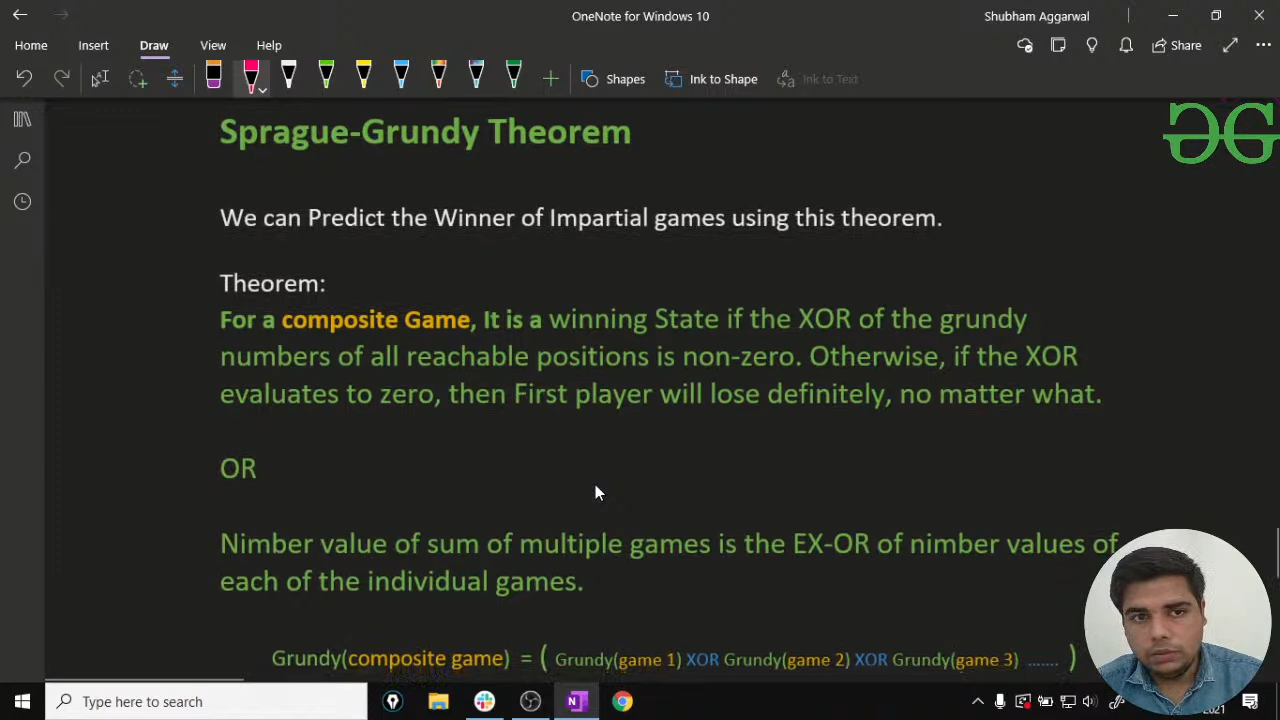 OneNote for Windows 10
Shubham Aggarwal
Home Insert Draw View Help
Share
Shapes
Ink to Shape
Ink to Text
Sprague-Grundy Theorem
We can Predict the Winner of Impartial games using this theorem.
Theorem:
For a composite Game, It is a winning State if the XOR of the grundy
numbers of all reachable positions is non-zero. Otherwise, if the XOR
evaluates to zero, then First player will lose definitely, no matter what.
OR
Nimber value of sum of multiple games is the EX-OR of nimber values of
each of the individual games.
Grundy(composite game) = ( Grundy(game 1) XOR Grundy(game 2) XOR Grundy(game 3) ....... )
Type here to search